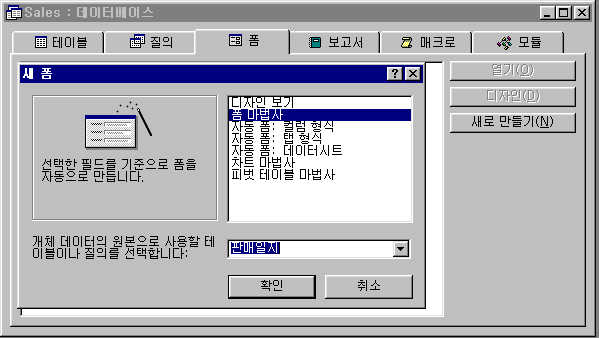 Sales : 데이터베이스
테이블
질의
폼
보고서
매크로
모듈
새 폼
열기(O)
디자인(D)
새로 만들기(N)
디자인 보기
폼 마법사
자동 폼: 컬럼 형식
자동 폼: 탭 형식
자동 폼: 데이터시트
차트 마법사
피벗 테이블 마법사
선택한 필드를 기준으로 폼을
자동으로 만듭니다.
개체 데이터의 원본으로 사용할 테
이블이나 질의를 선택합니다:
판매일지
확인
취소